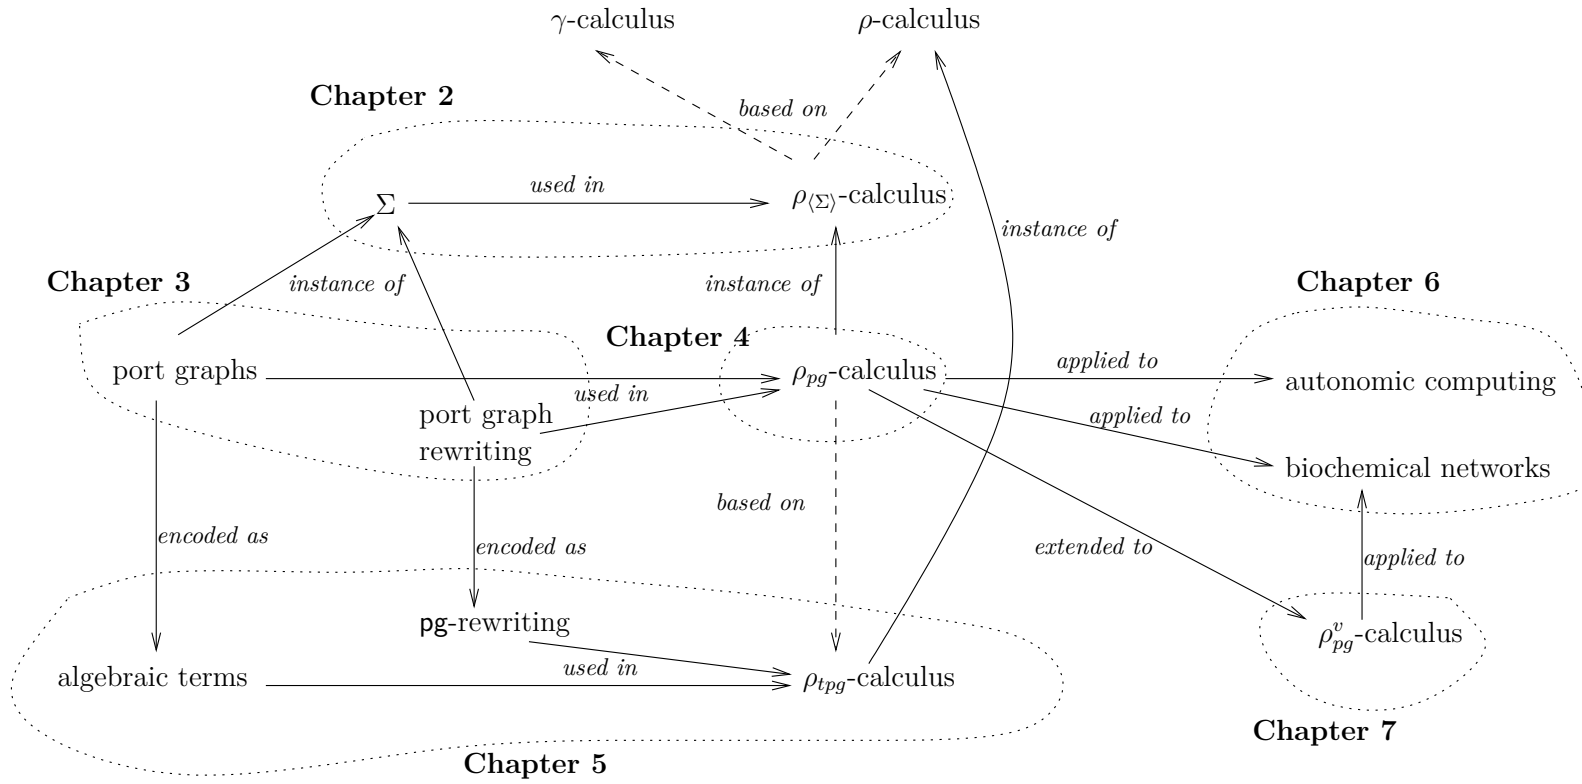 γ-calculus
ρ-calculus
Chapter 2
based on
used in
Σ
ρ⟨Σ⟩-calculus
instance of
Chapter 3
instance of
instance of
Chapter 6
Chapter 4
port graphs
ρpg-calculus
applied to
autonomic computing
used in
port graph
rewriting
applied to
biochemical networks
based on
encoded as
encoded as
extended to
applied to
pg-rewriting
ρᵛpg-calculus
used in
algebraic terms
ρtpg-calculus
Chapter 7
Chapter 5